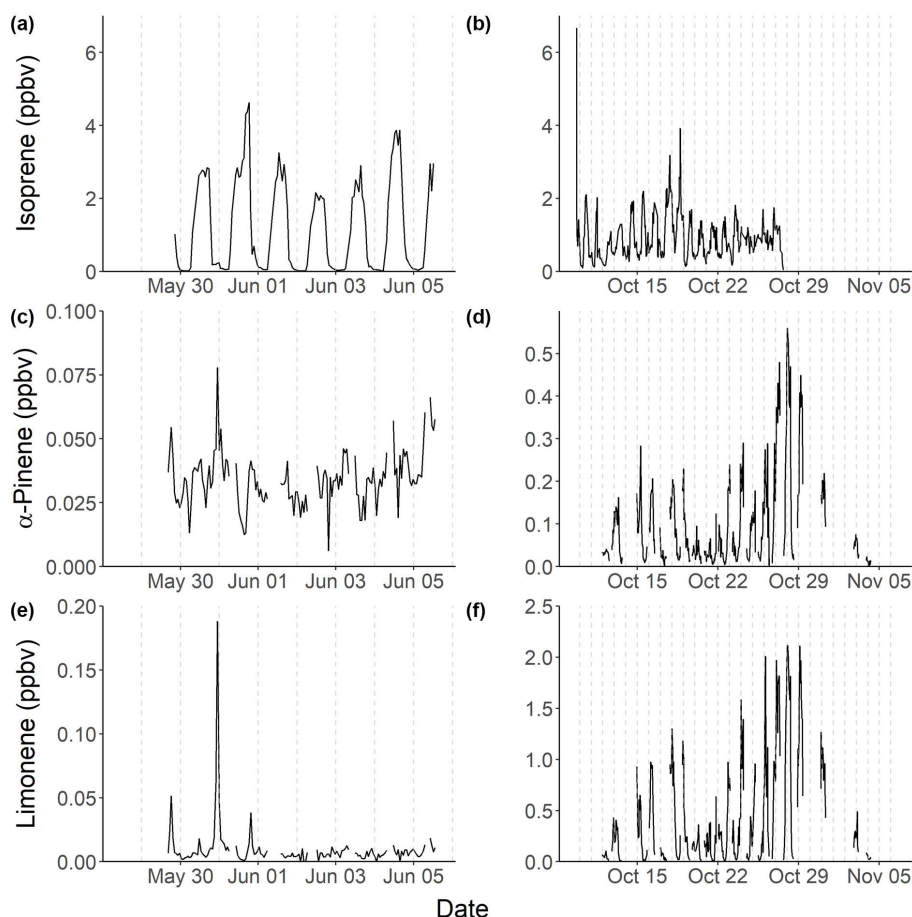 (a)
(b)
Isoprene (ppbv)
6
4
2
0
May 30 Jun 01 Jun 03 Jun 05
6
4
2
0
Oct 15 Oct 22 Oct 29 Nov 05
(c)
(d)
α-Pinene (ppbv)
0.100
0.075
0.050
0.025
0.000
May 30 Jun 01 Jun 03 Jun 05
0.5
0.4
0.3
0.2
0.1
0.0
Oct 15 Oct 22 Oct 29 Nov 05
(e)
(f)
Limonene (ppbv)
0.20
0.15
0.10
0.05
0.00
May 30 Jun 01 Jun 03 Jun 05
2.5
2.0
1.5
1.0
0.5
0.0
Oct 15 Oct 22 Oct 29 Nov 05
Date